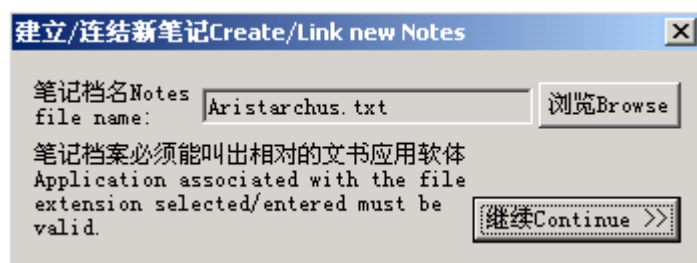 建立/连结新笔记Create/Link new Notes
笔记档名Notes
file name:
Aristarchus.txt
浏览Browse
笔记档案必须能叫出相对的文书应用软体
Application associated with the file
extension selected/entered must be
valid.
继续Continue >>